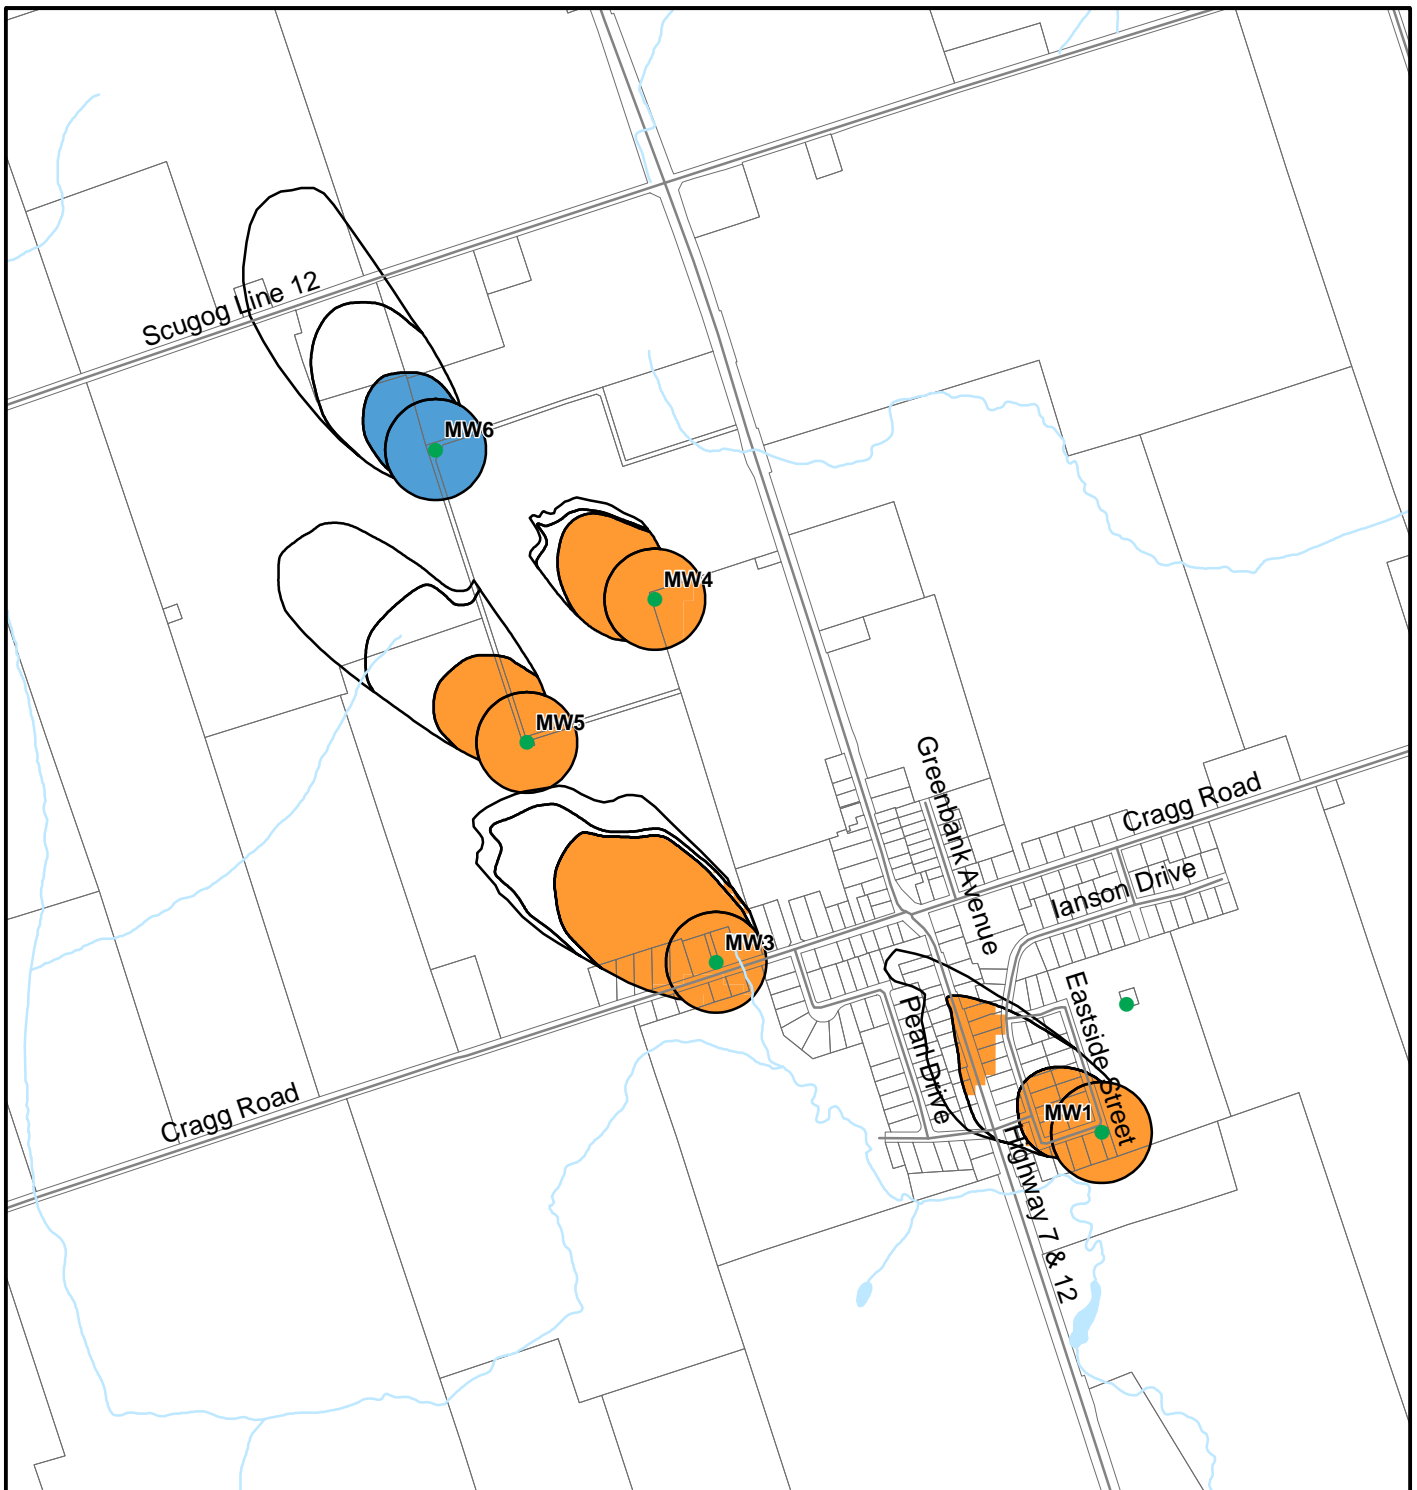 Scugog Line 12
MW6
MW4
MW5
Greenbank Avenue
Cragg Road
Ianson Drive
MW3
Eastside Street
Pearl Drive
Cragg Road
MW1
Highway 7 & 12